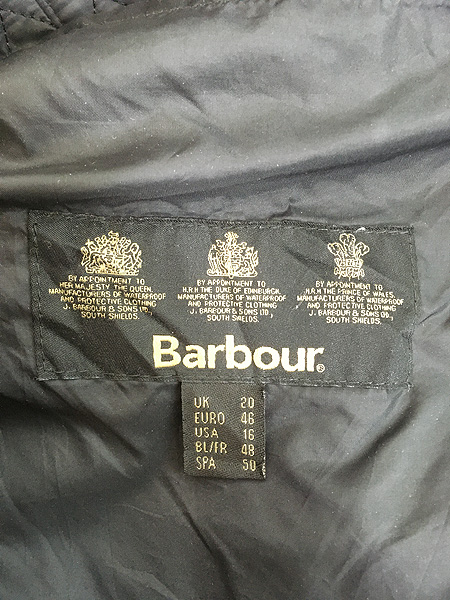 BY APPOINTMENT TO
HER MAJESTY THE QUEEN
MANUFACTURERS OF WATERPROOF
AND PROTECTIVE CLOTHING
J. BARBOUR & SONS LTD.,
SOUTH SHIELDS.
BY APPOINTMENT TO
H.R.H. THE DUKE OF EDINBURGH.
MANUFACTURERS OF WATERPROOF
AND PROTECTIVE CLOTHING
J. BARBOUR & SONS LTD.,
SOUTH SHIELDS.
BY APPOINTMENT TO
H.R.H. THE PRINCE OF WALES
MANUFACTURERS OF WATERPROOF
AND PROTECTIVE CLOTHING
J. BARBOUR & SONS LTD.,
SOUTH SHIELDS.
Barbour®
UK 20
EURO 46
USA 16
BL/FR 48
SPA 50